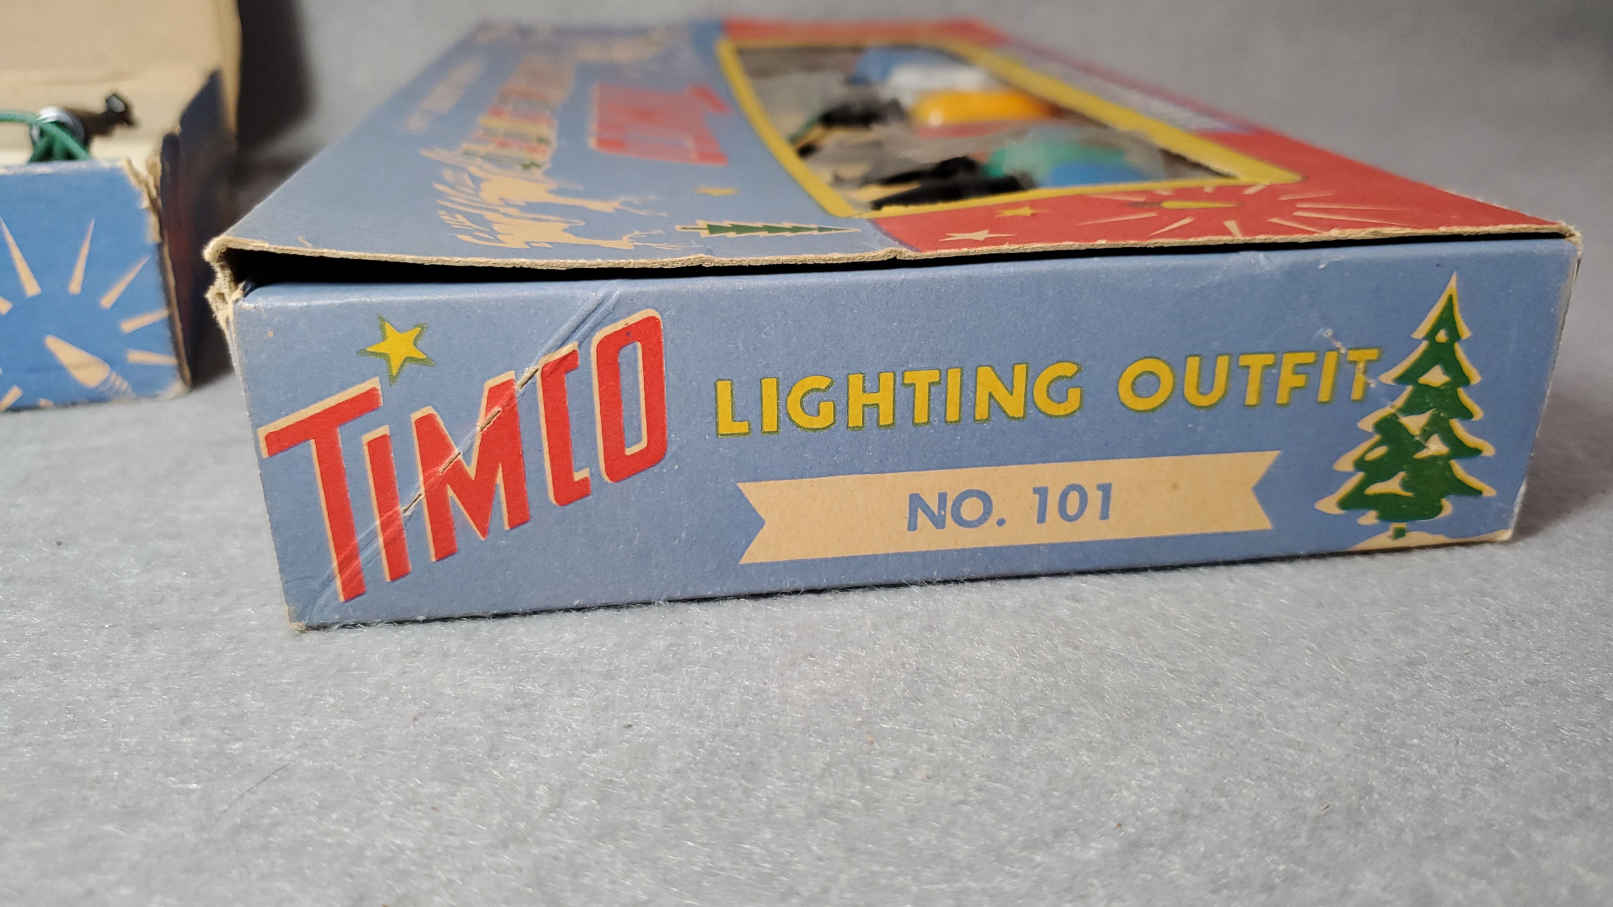 TIMCO
LIGHTING OUTFIT
NO. 101